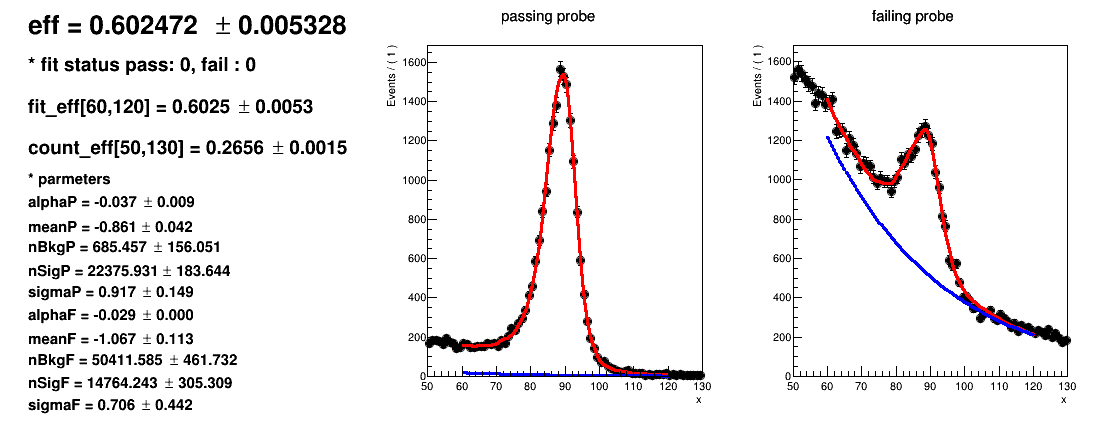 eff = 0.602472 ± 0.005328
* fit status pass: 0, fail : 0
fit_eff[60,120] = 0.6025 ± 0.0053
count_eff[50,130] = 0.2656 ± 0.0015
* parmeters
alphaP = -0.037 ± 0.009
meanP = -0.861 ± 0.042
nBkgP = 685.457 ± 156.051
nSigP = 22375.931 ± 183.644
sigmaP = 0.917 ± 0.149
alphaF = -0.029 ± 0.000
meanF = -1.067 ± 0.113
nBkgF = 50411.585 ± 461.732
nSigF = 14764.243 ± 305.309
sigmaF = 0.706 ± 0.442
passing probe
Events / ( 1 )
1600
1400
1200
1000
800
600
400
200
0
50 60 70 80 90 100 110 120 130
x
failing probe
Events / ( 1 )
1600
1400
1200
1000
800
600
400
200
0
50 60 70 80 90 100 110 120 130
x